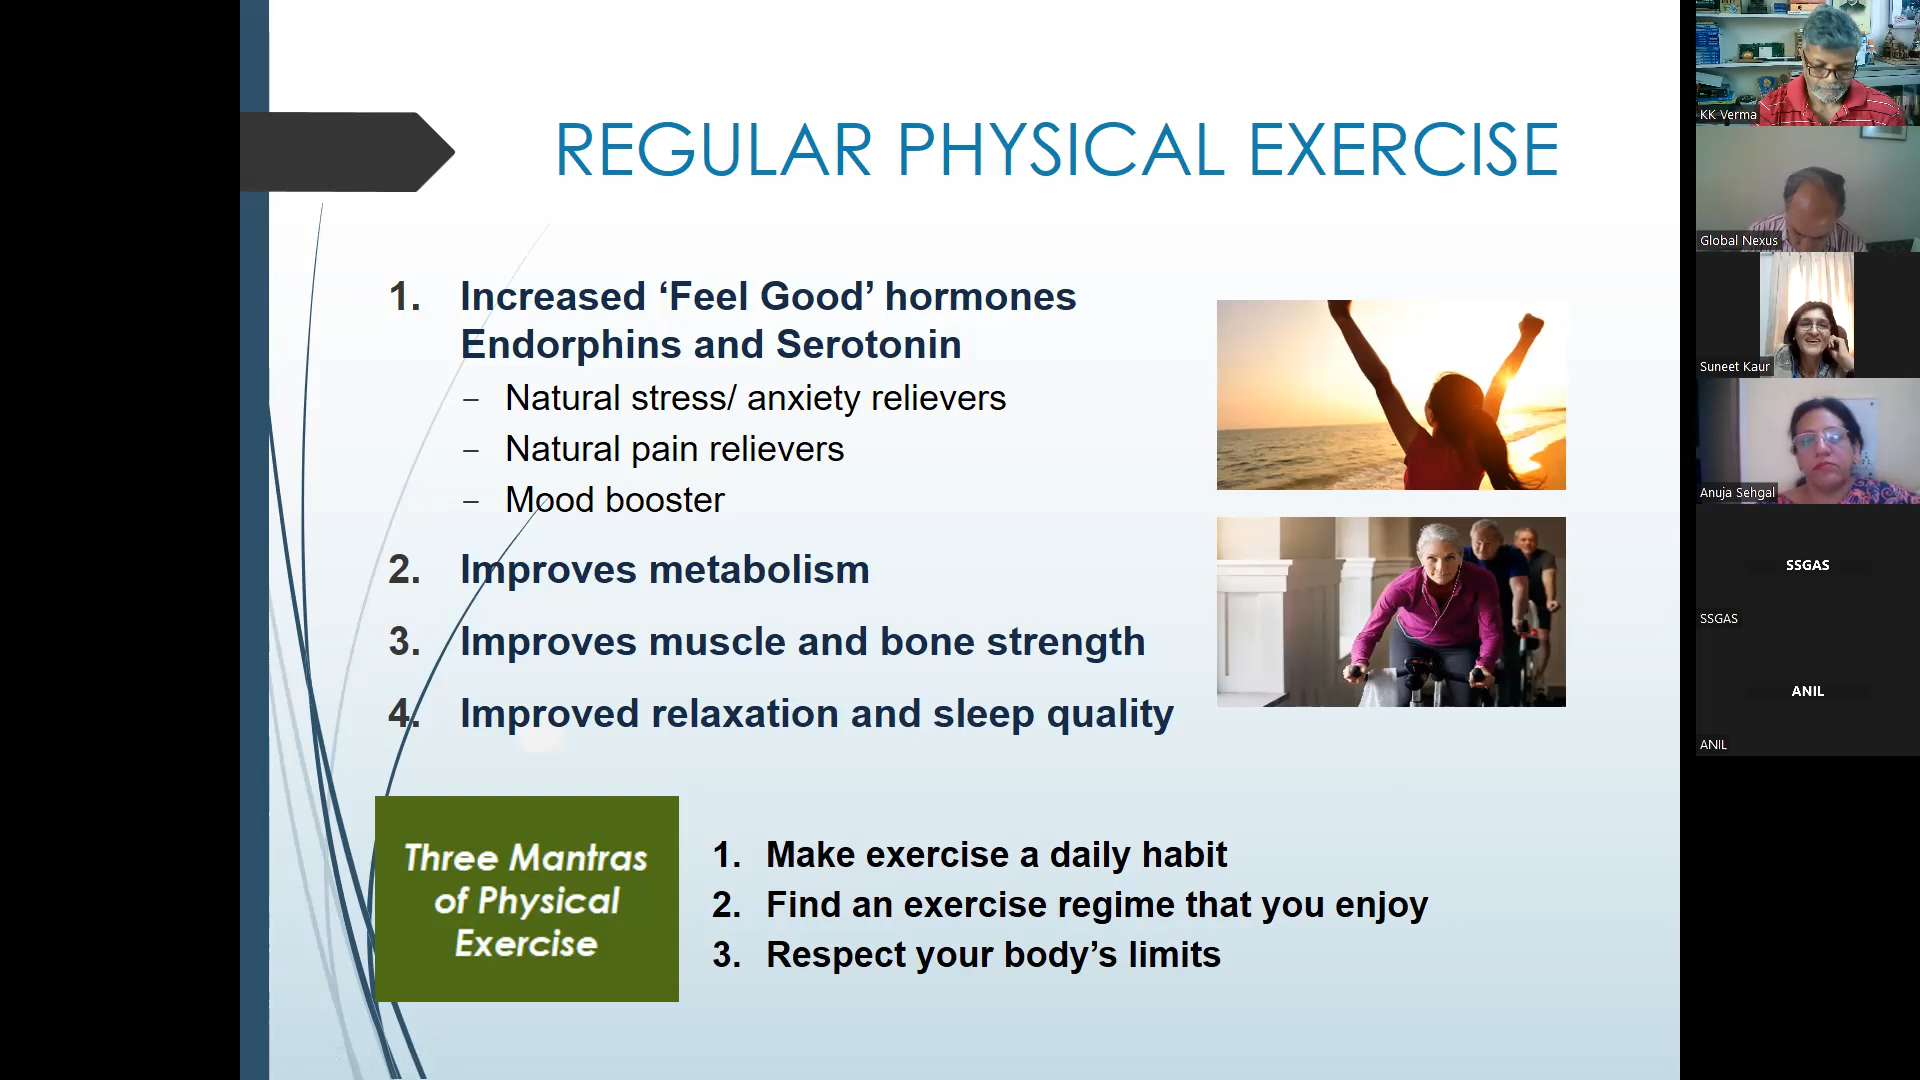 REGULAR PHYSICAL EXERCISE
1. Increased ‘Feel Good’ hormones
Endorphins and Serotonin
– Natural stress/ anxiety relievers
– Natural pain relievers
– Mood booster
2. Improves metabolism
3. Improves muscle and bone strength
4. Improved relaxation and sleep quality
Three Mantras
of Physical
Exercise
1. Make exercise a daily habit
2. Find an exercise regime that you enjoy
3. Respect your body’s limits
KK Verma
Global Nexus
Suneet Kaur
Anuja Sehgal
SSGAS
SSGAS
ANIL
ANIL